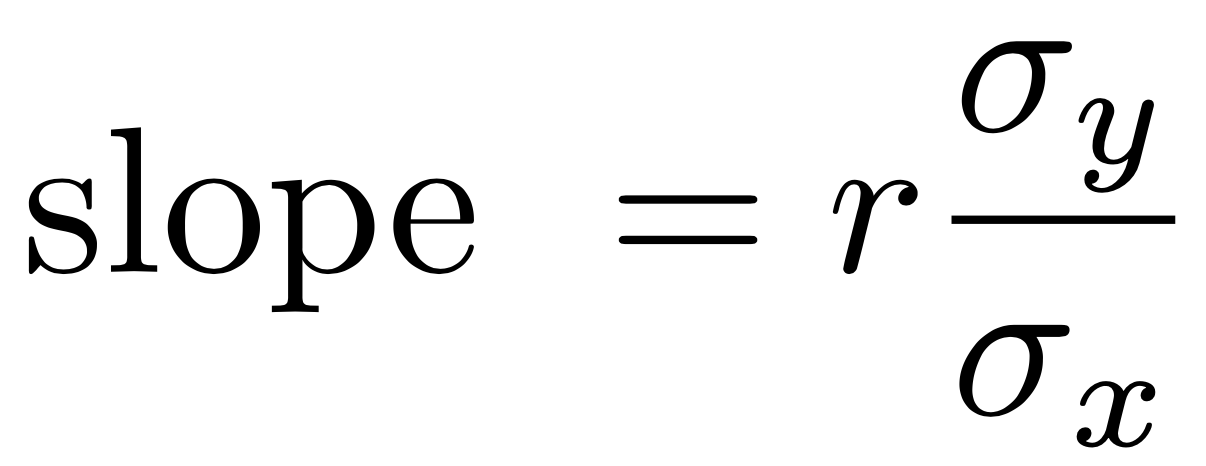 slope = r σ_y / σ_x